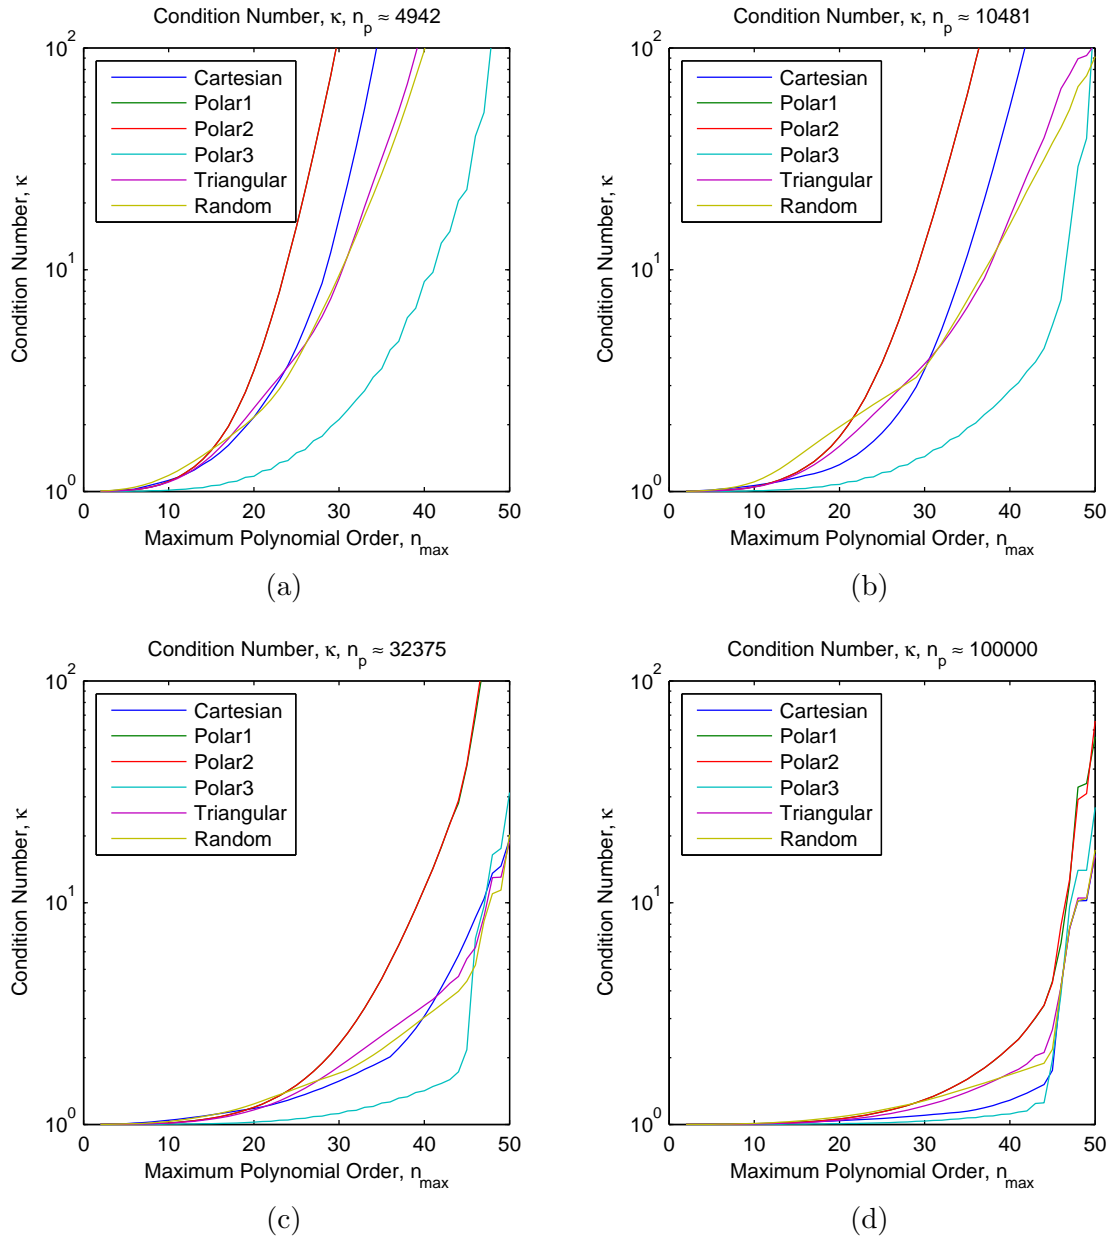 Condition Number, κ, n_p ≈ 4942
10^2
10^1
10^0
Condition Number, κ
Cartesian
Polar1
Polar2
Polar3
Triangular
Random
0 10 20 30 40 50
Maximum Polynomial Order, n_max
(a)
Condition Number, κ, n_p ≈ 10481
10^2
10^1
10^0
Condition Number, κ
Cartesian
Polar1
Polar2
Polar3
Triangular
Random
0 10 20 30 40 50
Maximum Polynomial Order, n_max
(b)
Condition Number, κ, n_p ≈ 32375
10^2
10^1
10^0
Condition Number, κ
Cartesian
Polar1
Polar2
Polar3
Triangular
Random
0 10 20 30 40 50
Maximum Polynomial Order, n_max
(c)
Condition Number, κ, n_p ≈ 100000
10^2
10^1
10^0
Condition Number, κ
Cartesian
Polar1
Polar2
Polar3
Triangular
Random
0 10 20 30 40 50
Maximum Polynomial Order, n_max
(d)